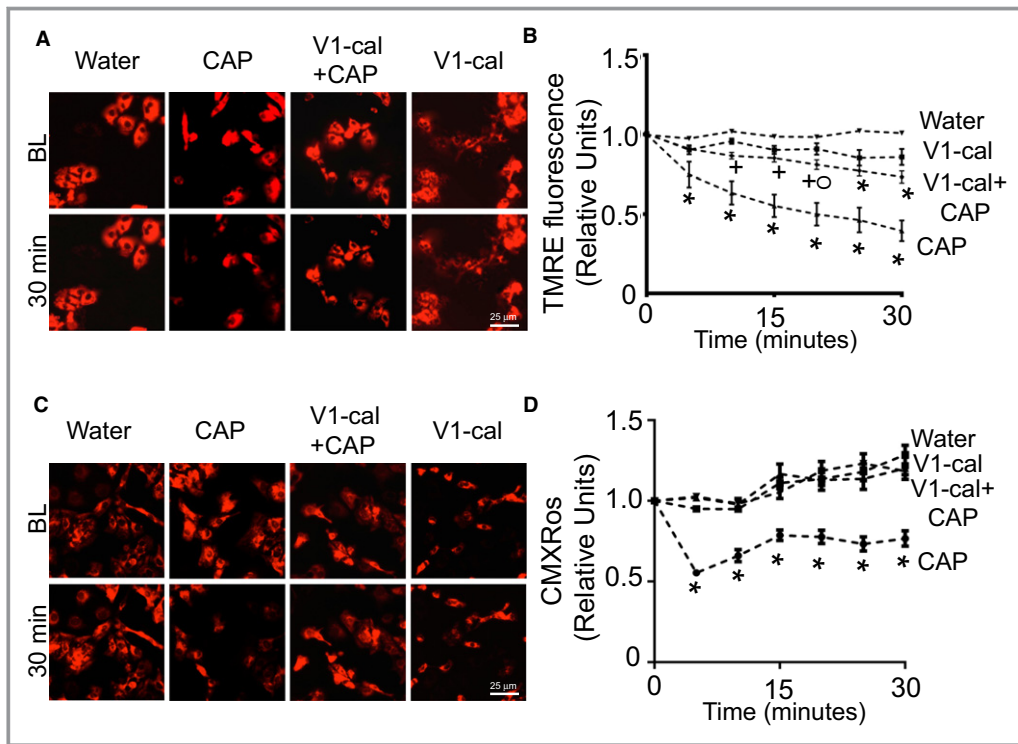 A
Water
CAP
V1-cal
+CAP
V1-cal
BL
30 min
25 μm
B
TMRE fluorescence
(Relative Units)
1.5
1.0
0.5
0
0
15
30
Time (minutes)
Water
V1-cal
V1-cal+
CAP
CAP
+
+
+O
*
*
*
*
*
*
*
*
C
Water
CAP
V1-cal
+CAP
V1-cal
BL
30 min
25 μm
D
CMXRos
(Relative Units)
1.5
1.0
0.5
0
0
15
30
Time (minutes)
Water
V1-cal
V1-cal+
CAP
CAP
*
*
*
*
*
*